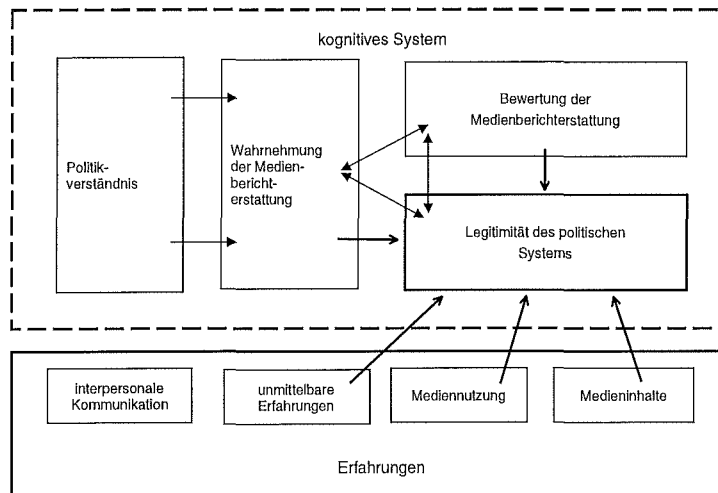 kognitives System
Politik-
verständnis
Wahrnehmung
der Medien-
bericht-
erstattung
Bewertung der
Medienberichterstattung
Legitimität des politischen
Systems
interpersonale
Kommunikation
unmittelbare
Erfahrungen
Mediennutzung
Medieninhalte
Erfahrungen